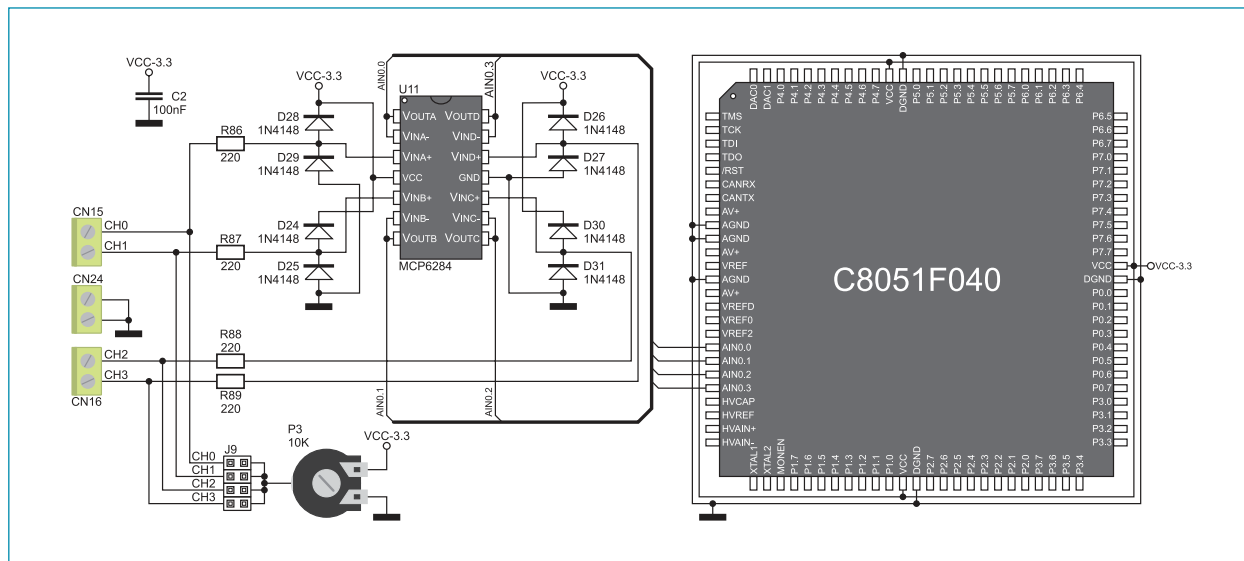 VCC-3.3
C2
100nF
VCC-3.3
D28
1N4148
D29
1N4148
D24
1N4148
D25
1N4148
AIN0.0
AIN0.3
U11
VOUTA
VINA-
VINA+
VCC
VINB+
VINB-
VOUTB
VOUTD
VIND-
VIND+
GND
VINC+
VINC-
VOUTC
MCP6284
VCC-3.3
D26
1N4148
D27
1N4148
D30
1N4148
D31
1N4148
R86
220
CN15
CH0
CH1
R87
220
CN24
CH2
CH3
CN16
R88
220
R89
220
AIN0.1
AIN0.2
J9
CH0
CH1
CH2
CH3
P3
10K
VCC-3.3
DAC0
DAC1
P4.0
P4.1
P4.2
P4.3
P4.4
P4.5
P4.6
P4.7
VCC
DGND
P5.0
P5.1
P5.2
P5.3
P5.4
P5.5
P5.6
P5.7
P6.0
P6.1
P6.2
P6.3
P6.4
TMS
TCK
TDI
TDO
/RST
CANRX
CANTX
AV+
AGND
AGND
AV+
VREF
AGND
AV+
VREFD
VREF0
VREF2
AIN0.0
AIN0.1
AIN0.2
AIN0.3
HVCAP
HVREF
HVAIN+
HVAIN-
C8051F040
P6.5
P6.6
P6.7
P7.0
P7.1
P7.2
P7.3
P7.4
P7.5
P7.6
P7.7
VCC
DGND
P0.0
P0.1
P0.2
P0.3
P0.4
P0.5
P0.6
P0.7
P3.0
P3.1
P3.2
P3.3
VCC-3.3
XTAL1
XTAL2
MONEN
P1.7
P1.6
P1.5
P1.4
P1.3
P1.2
P1.1
P1.0
VCC
DGND
P2.7
P2.6
P2.5
P2.4
P2.3
P2.2
P2.1
P2.0
P3.7
P3.6
P3.5
P3.4